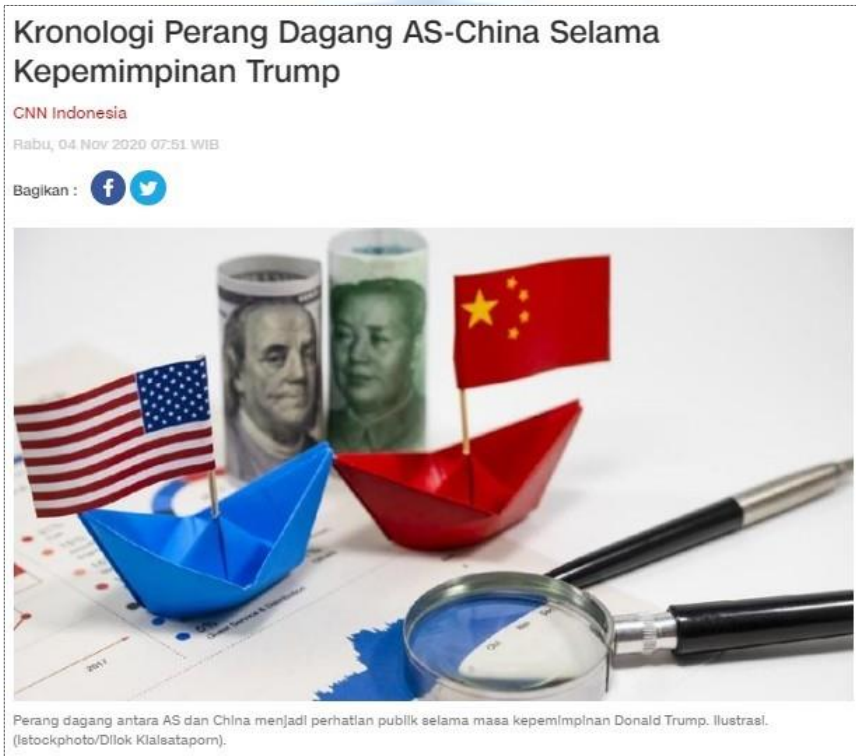 Kronologi Perang Dagang AS-China Selama
Kepemimpinan Trump
CNN Indonesia
Rabu, 04 Nov 2020 07:51 WIB
Bagikan :
2017
Perang dagang antara AS dan China menjadi perhatian publik selama masa kepemimpinan Donald Trump. Ilustrasi.
(Istockphoto/Dilok Klaisataporn).